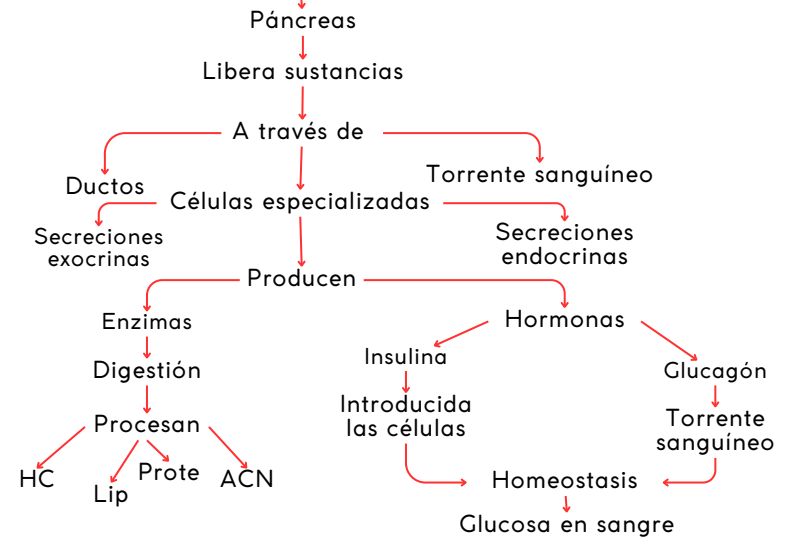 Páncreas
Libera sustancias
A través de
Ductos
Torrente sanguíneo
Células especializadas
Secreciones
exocrinas
Secreciones
endocrinas
Producen
Enzimas
Hormonas
Digestión
Insulina
Glucagón
Procesan
Introducida
las células
Torrente
sanguíneo
HC
Lip
Prote
ACN
Homeostasis
Glucosa en sangre